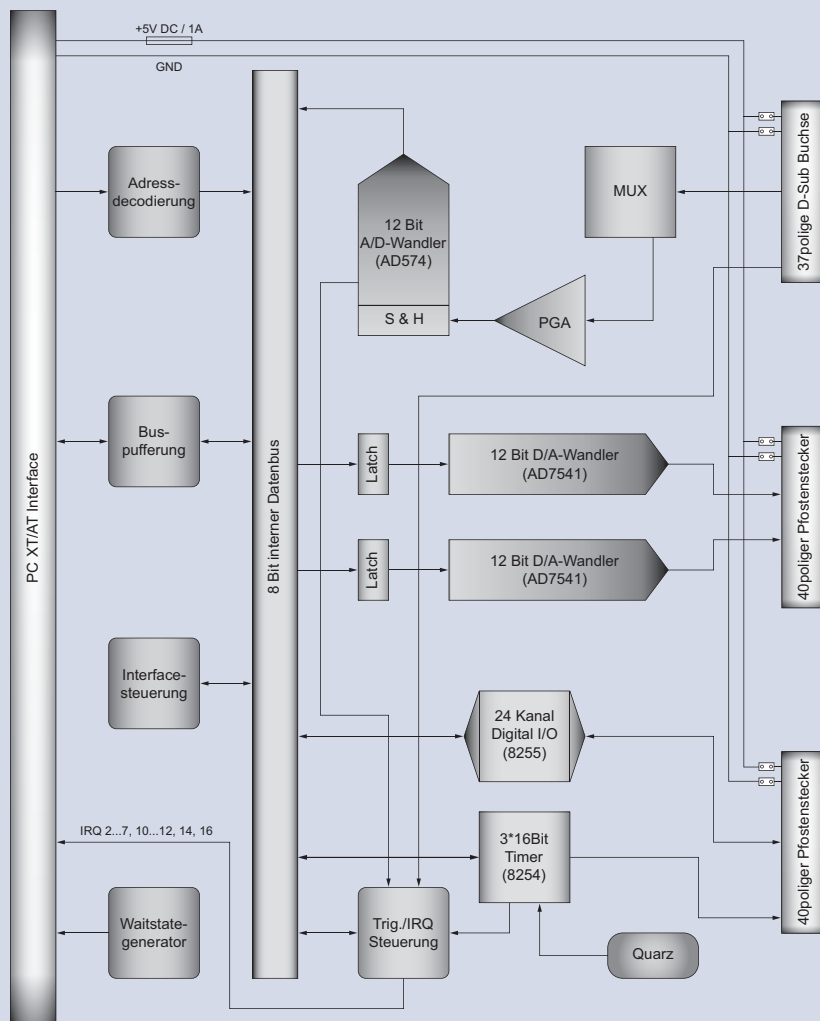 +5V DC / 1A
GND
PC XT/AT Interface
Adress-
decodierung
Bus-
pufferung
Interface-
steuerung
IRQ 2...7, 10...12, 14, 16
Waitstate-
generator
8 Bit interner Datenbus
12 Bit
A/D-Wandler
(AD574)
S & H
PGA
MUX
37polige D-Sub Buchse
Latch
12 Bit D/A-Wandler
(AD7541)
Latch
12 Bit D/A-Wandler
(AD7541)
40poliger Pfostenstecker
24 Kanal
Digital I/O
(8255)
3*16Bit
Timer
(8254)
Trig./IRQ
Steuerung
Quarz
40poliger Pfostenstecker